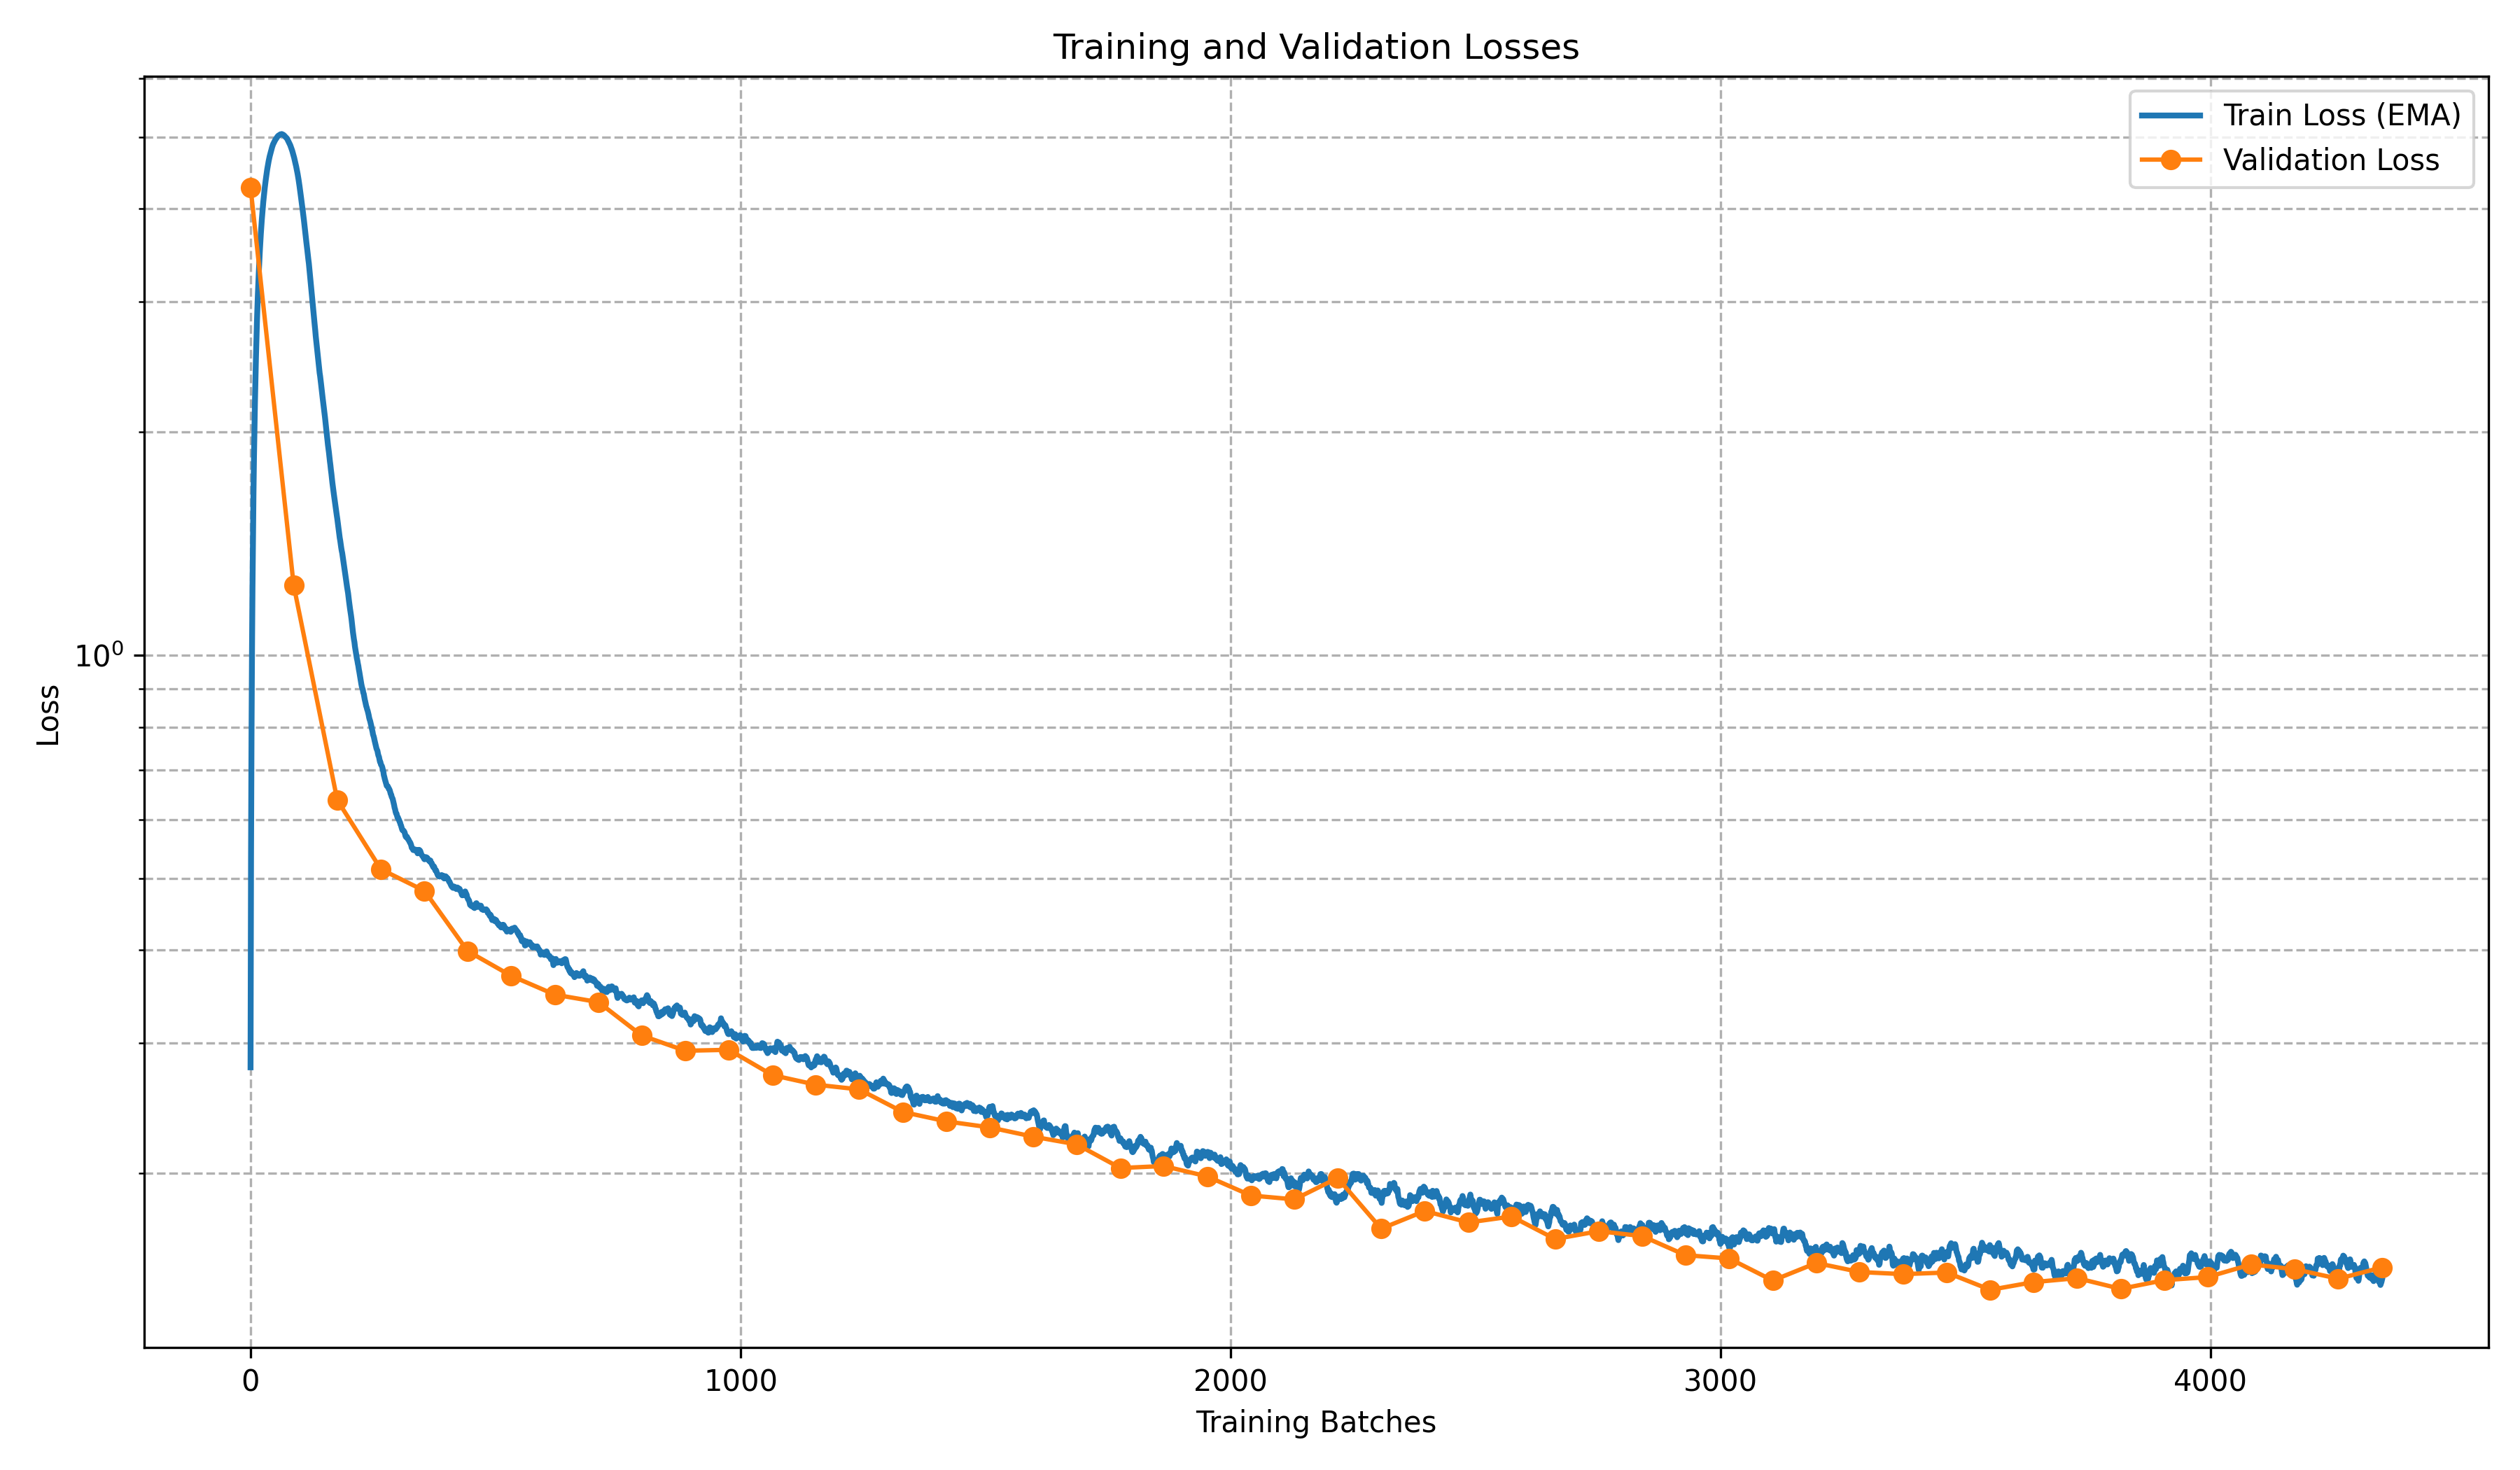 Training and Validation Losses
Train Loss (EMA)
Validation Loss
10⁰
Loss
0
1000
2000
3000
4000
Training Batches